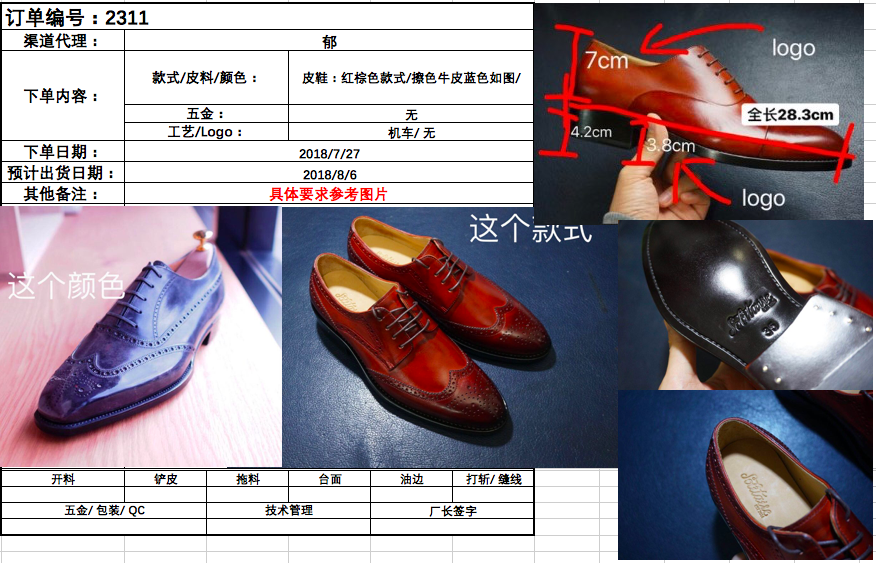 订单编号：2311
渠道代理：
郁
下单内容：
款式/皮料/颜色：
皮鞋：红棕色款式/擦色牛皮蓝色如图/
五金：
无
工艺/Logo：
机车/ 无
下单日期：
2018/7/27
预计出货日期：
2018/8/6
其他备注：
具体要求参考图片
logo
7cm
全长28.3cm
4.2cm
3.8cm
logo
这个颜色
这个款式
开料
铲皮
拖料
台面
油边
打斩/ 缝线
五金/ 包装/ QC
技术管理
厂长签字